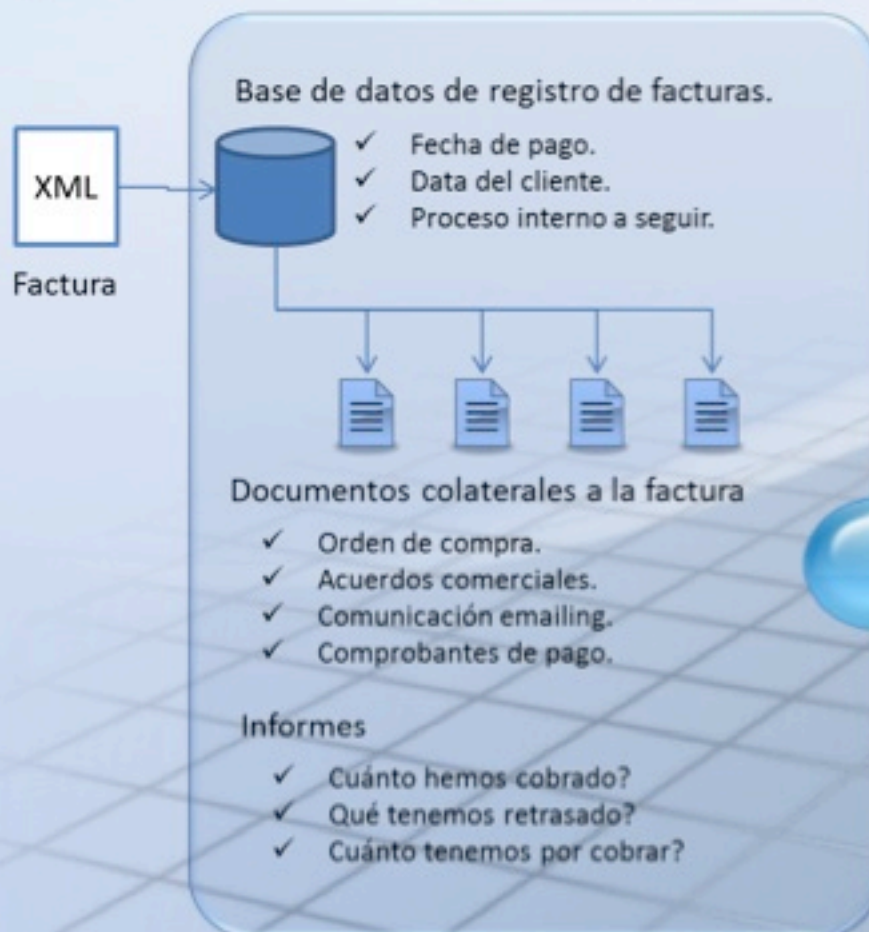 Base de datos de registro de facturas.
XML
Factura
✓ Fecha de pago.
✓ Data del cliente.
✓ Proceso interno a seguir.
Documentos colaterales a la factura
✓ Orden de compra.
✓ Acuerdos comerciales.
✓ Comunicación emailing.
✓ Comprobantes de pago.
Informes
✓ Cuánto hemos cobrado?
✓ Qué tenemos retrasado?
✓ Cuánto tenemos por cobrar?